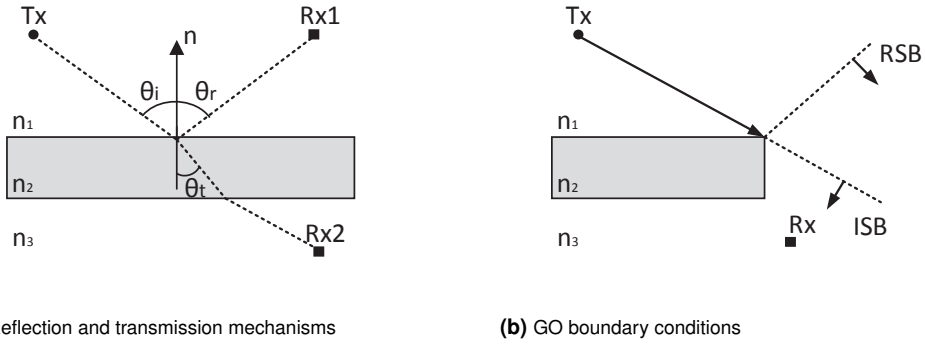 Tx
Rx1
n
θi
θr
n1
n2
θt
n3
Rx2
eflection and transmission mechanisms
Tx
RSB
n1
n2
n3
Rx
ISB
(b) GO boundary conditions